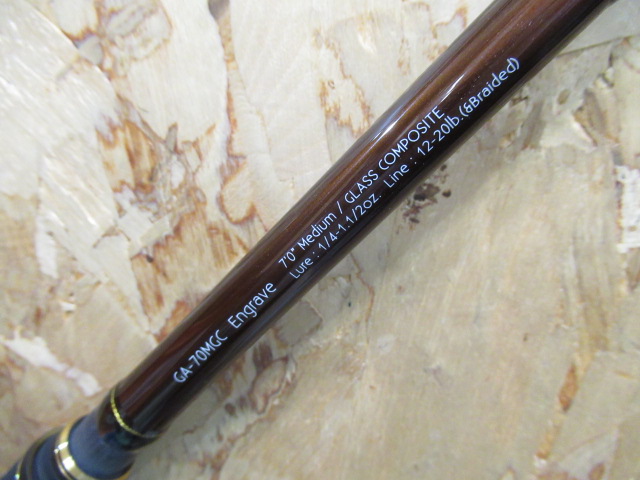 GA-70MGC Engrave 7'0" Medium / GLASS COMPOSITE
Lure : 1/4-1.1/2oz. Line : 12-20lb.(&Braided)